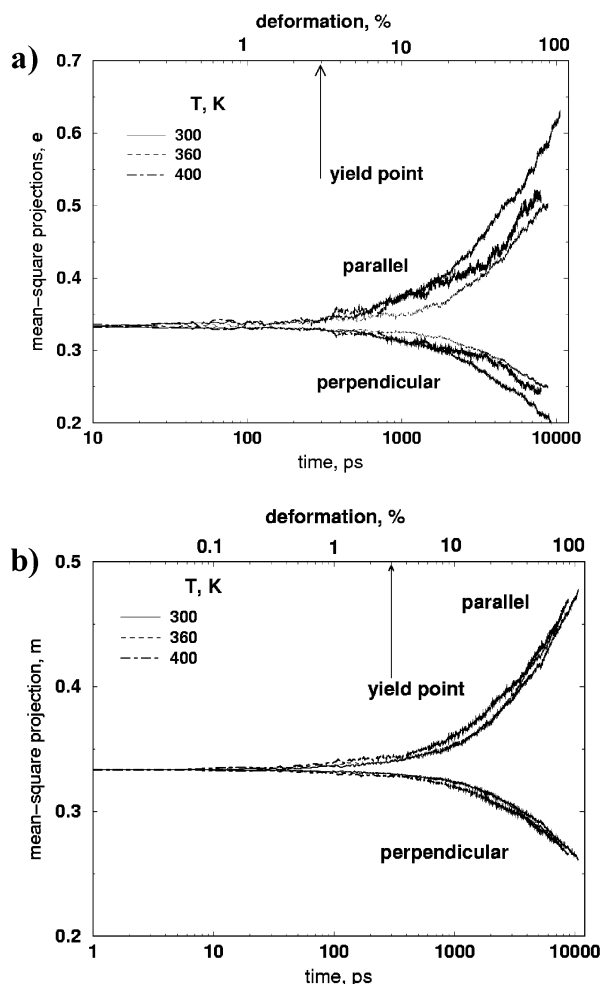 a)
deformation, %
1 10 100
0.7
0.6
0.5
0.4
0.3
0.2
mean-square projections, e
T, K
300
360
400
yield point
parallel
perpendicular
10 100 1000 10000
time, ps
b)
deformation, %
0.1 1 10 100
0.5
0.4
0.3
0.2
mean-square projection, m
T, K
300
360
400
parallel
yield point
perpendicular
1 10 100 1000 10000
time, ps